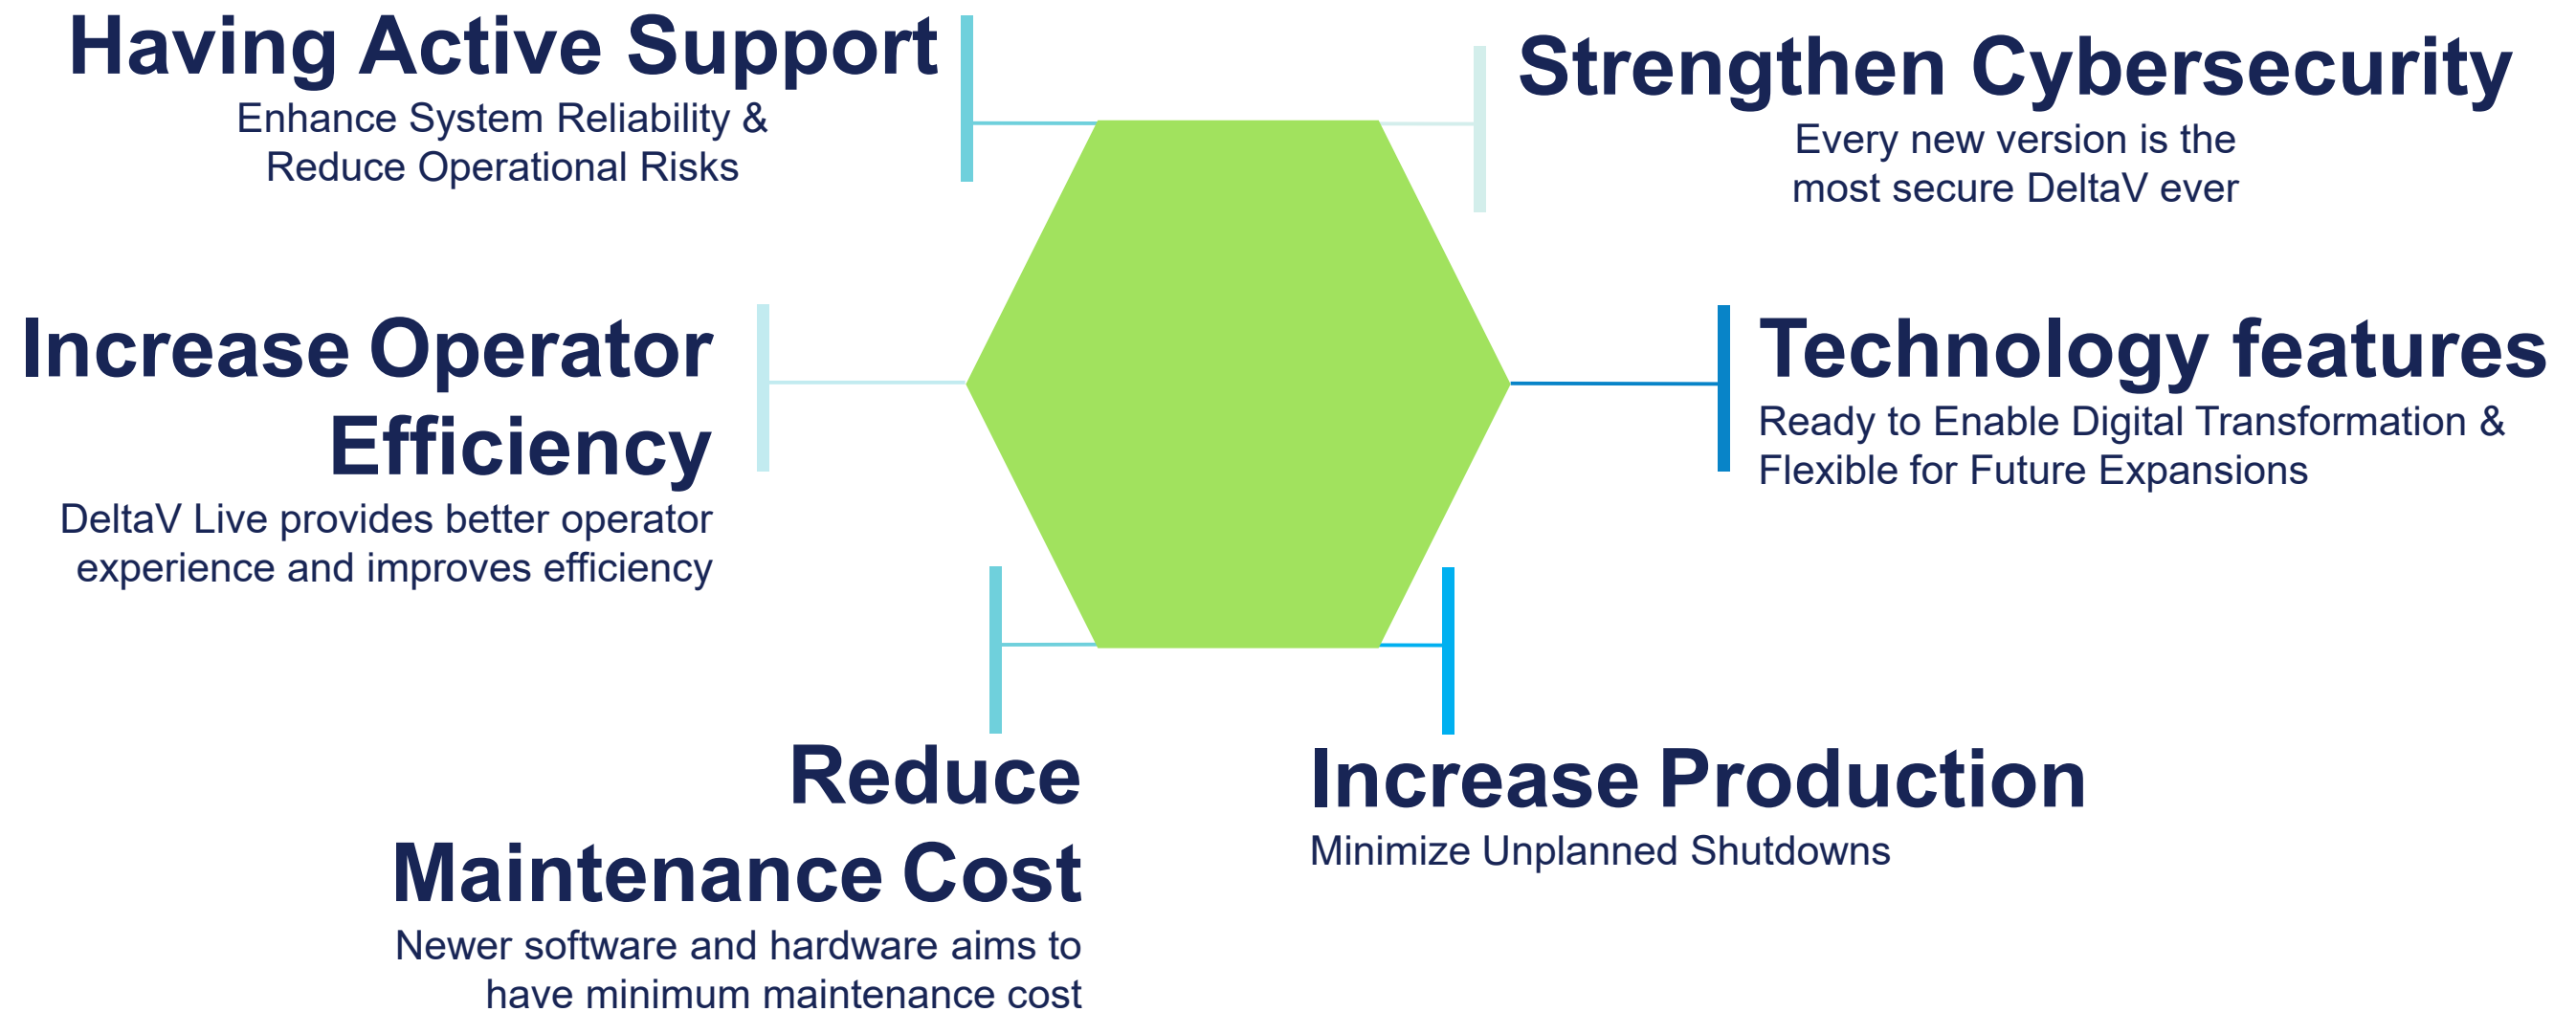 Having Active Support
Enhance System Reliability &
Reduce Operational Risks
Strengthen Cybersecurity
Every new version is the
most secure DeltaV ever
Increase Operator
Efficiency
DeltaV Live provides better operator
experience and improves efficiency
Technology features
Ready to Enable Digital Transformation &
Flexible for Future Expansions
Reduce
Maintenance Cost
Newer software and hardware aims to
have minimum maintenance cost
Increase Production
Minimize Unplanned Shutdowns